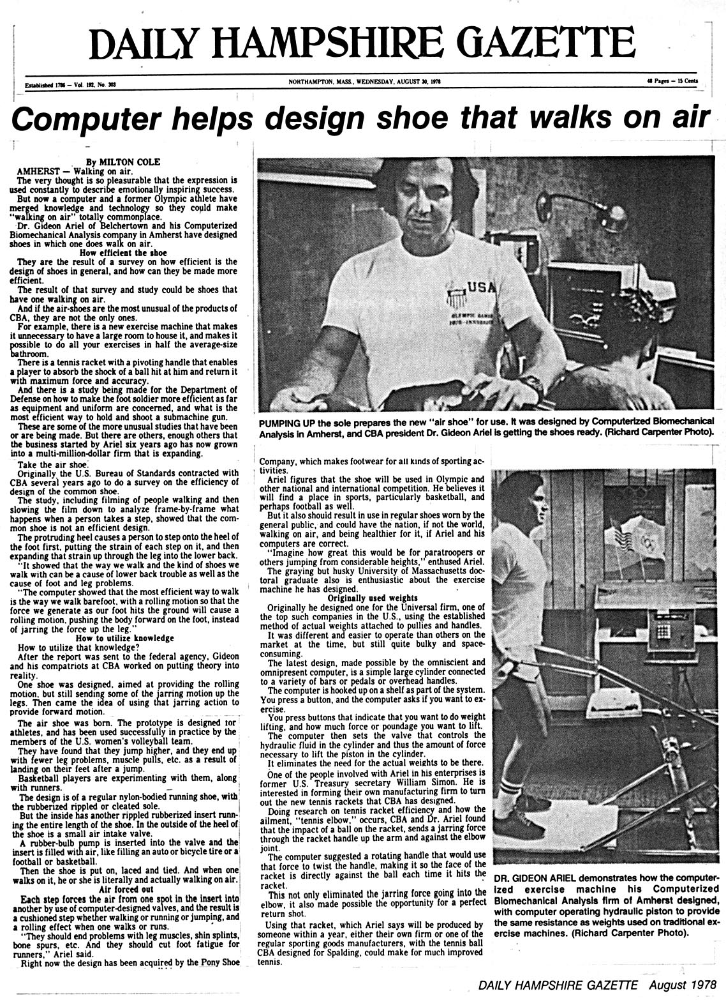 DAILY HAMPSHIRE GAZETTE
Established 1786 — Vol. 192, No. 303
NORTHAMPTON, MASS., WEDNESDAY, AUGUST 30, 1978
48 Pages — 15 Cents
Computer helps design shoe that walks on air
By MILTON COLE
AMHERST — Walking on air.
The very thought is so pleasurable that the expression is
used constantly to describe emotionally inspiring success.
But now a computer and a former Olympic athlete have
merged knowledge and technology so they could make
"walking on air" totally commonplace.
Dr. Gideon Ariel of Belchertown and his Computerized
Biomechanical Analysis company in Amherst have designed
shoes in which one does walk on air.
How efficient the shoe
They are the result of a survey on how efficient is the
design of shoes in general, and how can they be made more
efficient.
The result of that survey and study could be shoes that
have one walking on air.
And if the air-shoes are the most unusual of the products of
CBA, they are not the only ones.
For example, there is a new exercise machine that makes
it unnecessary to have a large room to house it, and makes it
possible to do all your exercises in half the average-size
bathroom.
There is a tennis racket with a pivoting handle that enables
a player to absorb the shock of a ball hit at him and return it
with maximum force and accuracy.
And there is a study being made for the Department of
Defense on how to make the foot soldier more efficient as far
as equipment and uniform are concerned, and what is the
most efficient way to hold and shoot a submachine gun.
These are some of the more unusual studies that have been
or are being made. But there are others, enough others that
the business started by Ariel six years ago has now grown
into a multi-million-dollar firm that is expanding.
Take the air shoe.
Originally the U.S. Bureau of Standards contracted with
CBA several years ago to do a survey on the efficiency of
design of the common shoe.
The study, including filming of people walking and then
slowing the film down to analyze frame-by-frame what
happens when a person takes a step, showed that the com-
mon shoe is not an efficient design.
The protruding heel causes a person to step onto the heel of
the foot first, putting the strain of each step on it, and then
expanding that strain up through the leg into the lower back.
"It showed that the way we walk and the kind of shoes we
walk with can be a cause of lower back trouble as well as the
cause of foot and leg problems.
"The computer showed that the most efficient way to walk
is the way we walk barefoot, with a rolling motion so that the
force we generate as our foot hits the ground will cause a
rolling motion, pushing the body forward on the foot, instead
of jarring the force up the leg."
How to utilize knowledge
How to utilize that knowledge?
After the report was sent to the federal agency, Gideon
and his compatriots at CBA worked on putting theory into
reality.
One shoe was designed, aimed at providing the rolling
motion, but still sending some of the jarring motion up the
legs. Then came the idea of using that jarring action to
provide forward motion.
The air shoe was born. The prototype is designed for
athletes, and has been used successfully in practice by the
members of the U.S. women's volleyball team.
They have found that they jump higher, and they end up
with fewer leg problems, muscle pulls, etc. as a result of
landing on their feet after a jump.
Basketball players are experimenting with them, along
with runners.
The design is of a regular nylon-bodied running shoe, with
the rubberized rippled or cleated sole.
But the inside has another rippled rubberized insert runn-
ing the entire length of the shoe. In the outside of the heel of
the shoe is a small air intake valve.
A rubber-bulb pump is inserted into the valve and the
insert is filled with air, like filling an auto or bicycle tire or a
football or basketball.
Then the shoe is put on, laced and tied. And when one
walks on it, he or she is literally and actually walking on air.
Air forced out
Each step forces the air from one spot in the insert into
another by use of computer-designed valves, and the result is
a cushioned step whether walking or running or jumping, and
a rolling effect when one walks or runs.
"They should end problems with leg muscles, shin splints,
bone spurs, etc. And they should cut foot fatigue for
runners," Ariel said.
Right now the design has been acquired by the Pony Shoe
USA
OLYMPIC GAMES
1976-INNSBRUCK
PUMPING UP the sole prepares the new "air shoe" for use. It was designed by Computerized Biomechanical
Analysis in Amherst, and CBA president Dr. Gideon Ariel is getting the shoes ready. (Richard Carpenter Photo).
Company, which makes footwear for all kinds of sporting ac-
tivities.
Ariel figures that the shoe will be used in Olympic and
other national and international competition. He believes it
will find a place in sports, particularly basketball, and
perhaps football as well.
But it also should result in use in regular shoes worn by the
general public, and could have the nation, if not the world,
walking on air, and being healthier for it, if Ariel and his
computers are correct.
"Imagine how great this would be for paratroopers or
others jumping from considerable heights," enthused Ariel.
The graying but husky University of Massachusetts doc-
toral graduate also is enthusiastic about the exercise
machine he has designed.
Originally used weights
Originally he designed one for the Universal firm, one of
the top such companies in the U.S., using the established
method of actual weights attached to pullies and handles.
It was different and easier to operate than others on the
market at the time, but still quite bulky and space-
consuming.
The latest design, made possible by the omniscient and
omnipresent computer, is a simple large cylinder connected
to a variety of bars or pedals or overhead handles.
The computer is hooked up on a shelf as part of the system.
You press a button, and the computer asks if you want to ex-
ercise.
You press buttons that indicate that you want to do weight
lifting, and how much force or poundage you want to lift.
The computer then sets the valve that controls the
hydraulic fluid in the cylinder and thus the amount of force
necessary to lift the piston in the cylinder.
It eliminates the need for the actual weights to be there.
One of the people involved with Ariel in his enterprises is
former U.S. Treasury secretary William Simon. He is
interested in forming their own manufacturing firm to turn
out the new tennis rackets that CBA has designed.
Doing research on tennis racket efficiency and how the
ailment, "tennis elbow," occurs, CBA and Dr. Ariel found
that the impact of a ball on the racket, sends a jarring force
through the racket handle up the arm and against the elbow
joint.
The computer suggested a rotating handle that would use
that force to twist the handle, making it so the face of the
racket is directly against the ball each time it hits the
racket.
This not only eliminated the jarring force going into the
elbow, it also made possible the opportunity for a perfect
return shot.
Using that racket, which Ariel says will be produced by
someone within a year, either their own firm or one of the
regular sporting goods manufacturers, with the tennis ball
CBA designed for Spalding, could make for much improved
tennis.
DR. GIDEON ARIEL demonstrates how the computer-
ized exercise machine his Computerized
Biomechanical Analysis firm of Amherst designed,
with computer operating hydraulic piston to provide
the same resistance as weights used on traditional ex-
ercise machines. (Richard Carpenter Photo).
DAILY HAMPSHIRE GAZETTE August 1978